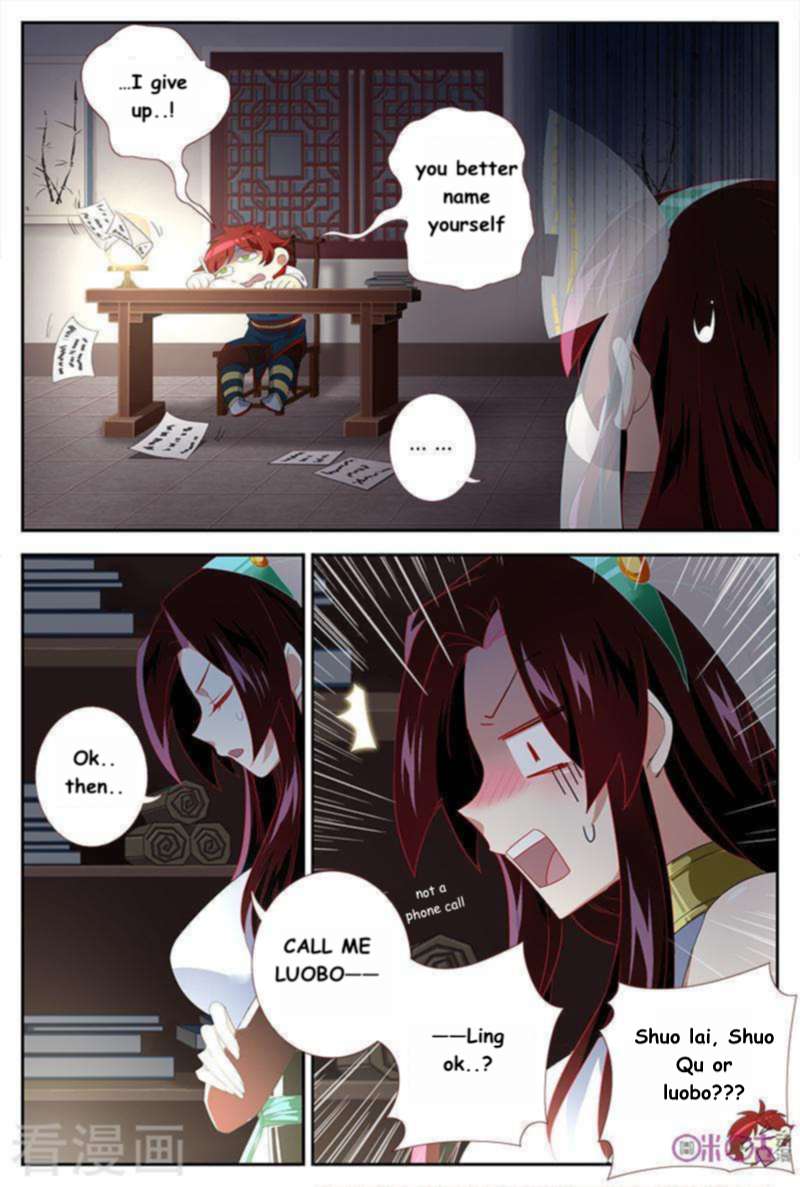 …I give
up..!
you better
name
yourself
… …
Ok..
then..
not a
phone call
CALL ME
LUOBO——
——Ling
ok..?
Shuo lai, Shuo
Qu or
luobo???
看漫画